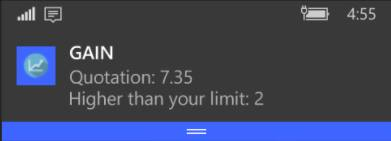 4:55
GAIN
Quotation: 7.35
Higher than your limit: 2